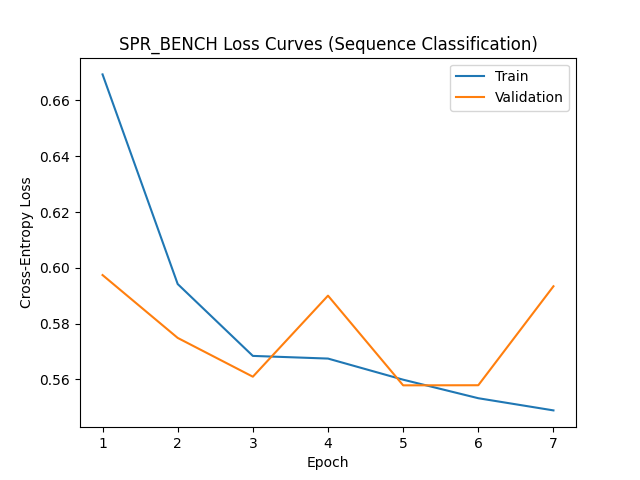 SPR_BENCH Loss Curves (Sequence Classification)
Train
Validation
Cross-Entropy Loss
0.66
0.64
0.62
0.60
0.58
0.56
1 2 3 4 5 6 7
Epoch